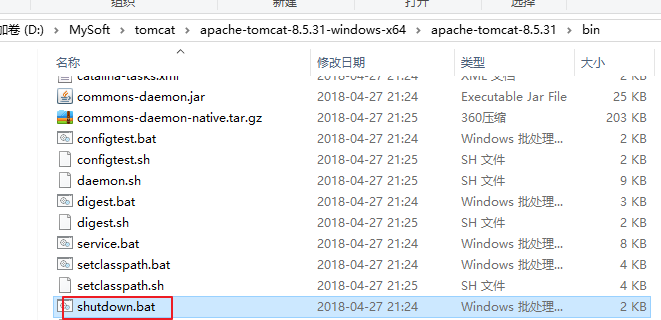 组织 新建 打开 选择
加卷 (D:) > MySoft > tomcat > apache-tomcat-8.5.31-windows-x64 > apache-tomcat-8.5.31 > bin
名称 修改日期 类型 大小
catalina-tasks.xml 2018-04-27 21:24 XML 文档 2 KB
commons-daemon.jar 2018-04-27 21:24 Executable Jar File 25 KB
commons-daemon-native.tar.gz 2018-04-27 21:25 360压缩 203 KB
configtest.bat 2018-04-27 21:24 Windows 批处理... 2 KB
configtest.sh 2018-04-27 21:25 SH 文件 2 KB
daemon.sh 2018-04-27 21:25 SH 文件 9 KB
digest.bat 2018-04-27 21:24 Windows 批处理... 3 KB
digest.sh 2018-04-27 21:25 SH 文件 2 KB
service.bat 2018-04-27 21:24 Windows 批处理... 8 KB
setclasspath.bat 2018-04-27 21:24 Windows 批处理... 4 KB
setclasspath.sh 2018-04-27 21:25 SH 文件 4 KB
shutdown.bat 2018-04-27 21:24 Windows 批处理... 2 KB